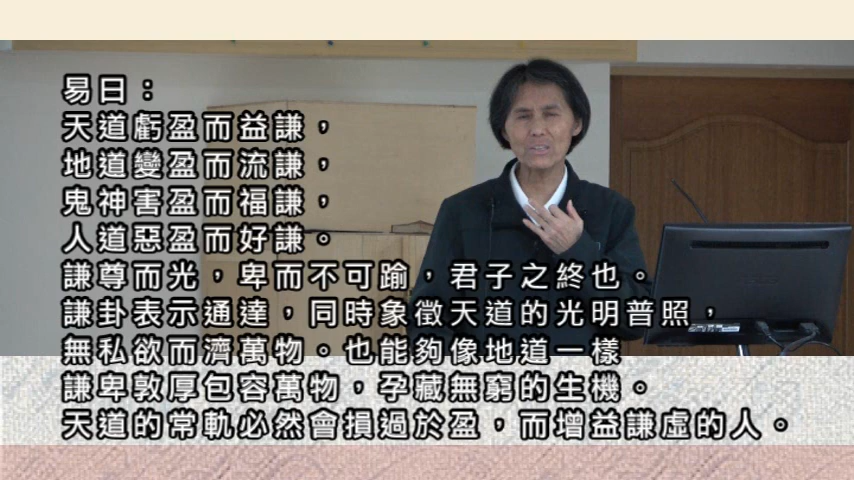 易曰：
天道虧盈而益謙，
地道變盈而流謙，
鬼神害盈而福謙，
人道惡盈而好謙。
謙尊而光，卑而不可踰，君子之終也。
謙卦表示通達，同時象徵天道的光明普照，
無私欲而濟萬物。也能夠像地道一樣
謙卑敦厚包容萬物，孕藏無窮的生機。
天道的常軌必然會損過於盈，而增益謙虛的人。